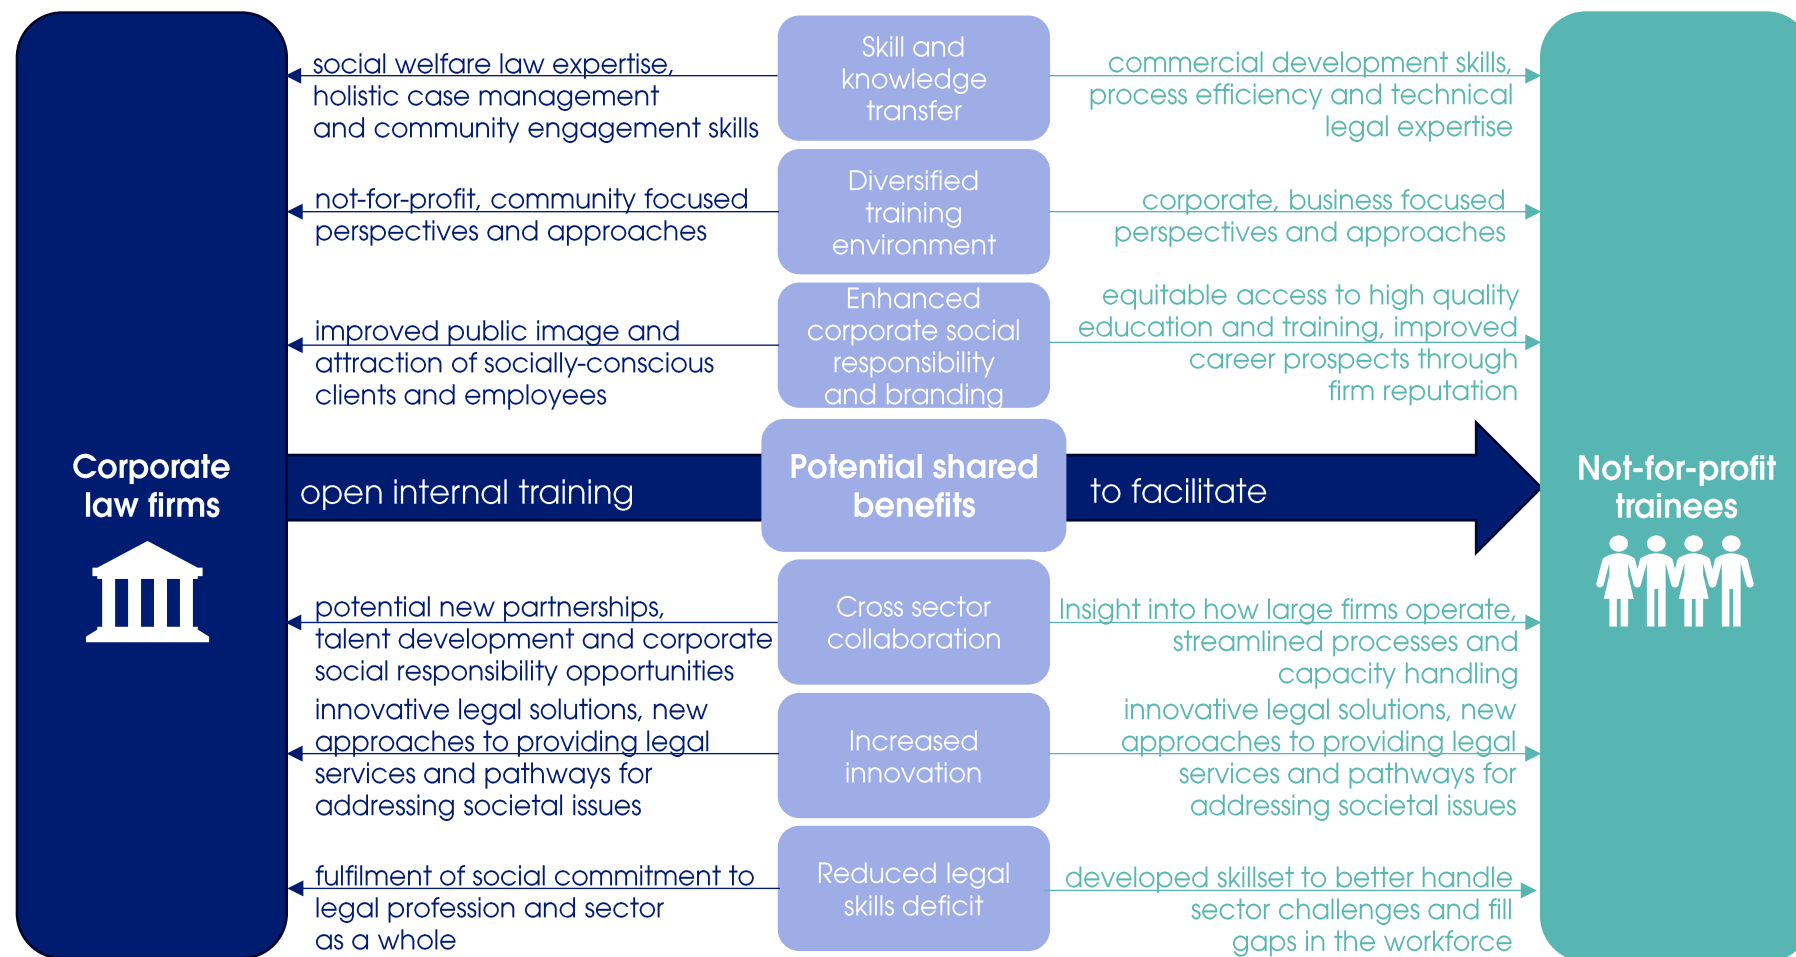 Corporate
law firms
social welfare law expertise,
holistic case management
and community engagement skills
Skill and
knowledge
transfer
commercial development skills,
process efficiency and technical
legal expertise
not-for-profit, community focused
perspectives and approaches
Diversified
training
environment
corporate, business focused
perspectives and approaches
improved public image and
attraction of socially-conscious
clients and employees
Enhanced
corporate social
responsibility
and branding
equitable access to high quality
education and training, improved
career prospects through
firm reputation
open internal training
Potential shared
benefits
to facilitate
potential new partnerships,
talent development and corporate
social responsibility opportunities
Cross sector
collaboration
Insight into how large firms operate,
streamlined processes and
capacity handling
innovative legal solutions, new
approaches to providing legal
services and pathways for
addressing societal issues
Increased
innovation
innovative legal solutions, new
approaches to providing legal
services and pathways for
addressing societal issues
fulfilment of social commitment to
legal profession and sector
as a whole
Reduced legal
skills deficit
developed skillset to better handle
sector challenges and fill
gaps in the workforce
Not-for-profit
trainees